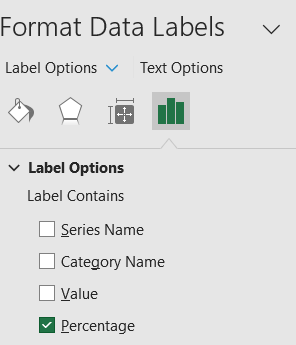 Format Data Labels
Label Options Text Options
Label Options
Label Contains
Series Name
Category Name
Value
Percentage